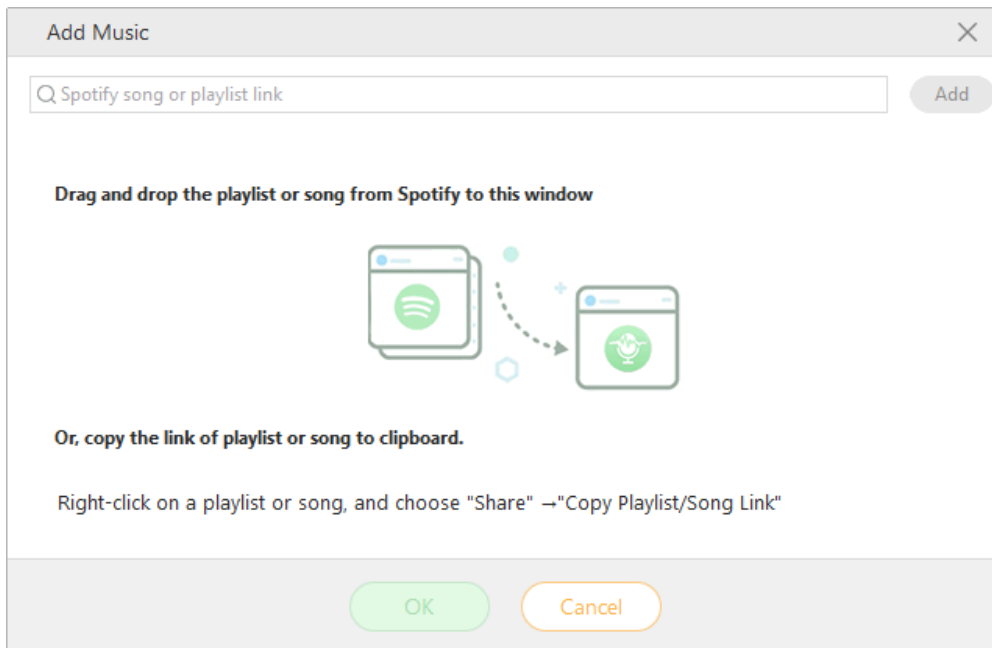 Add Music
Spotify song or playlist link
Add
Drag and drop the playlist or song from Spotify to this window
Or, copy the link of playlist or song to clipboard.
Right-click on a playlist or song, and choose "Share" →"Copy Playlist/Song Link"
OK
Cancel